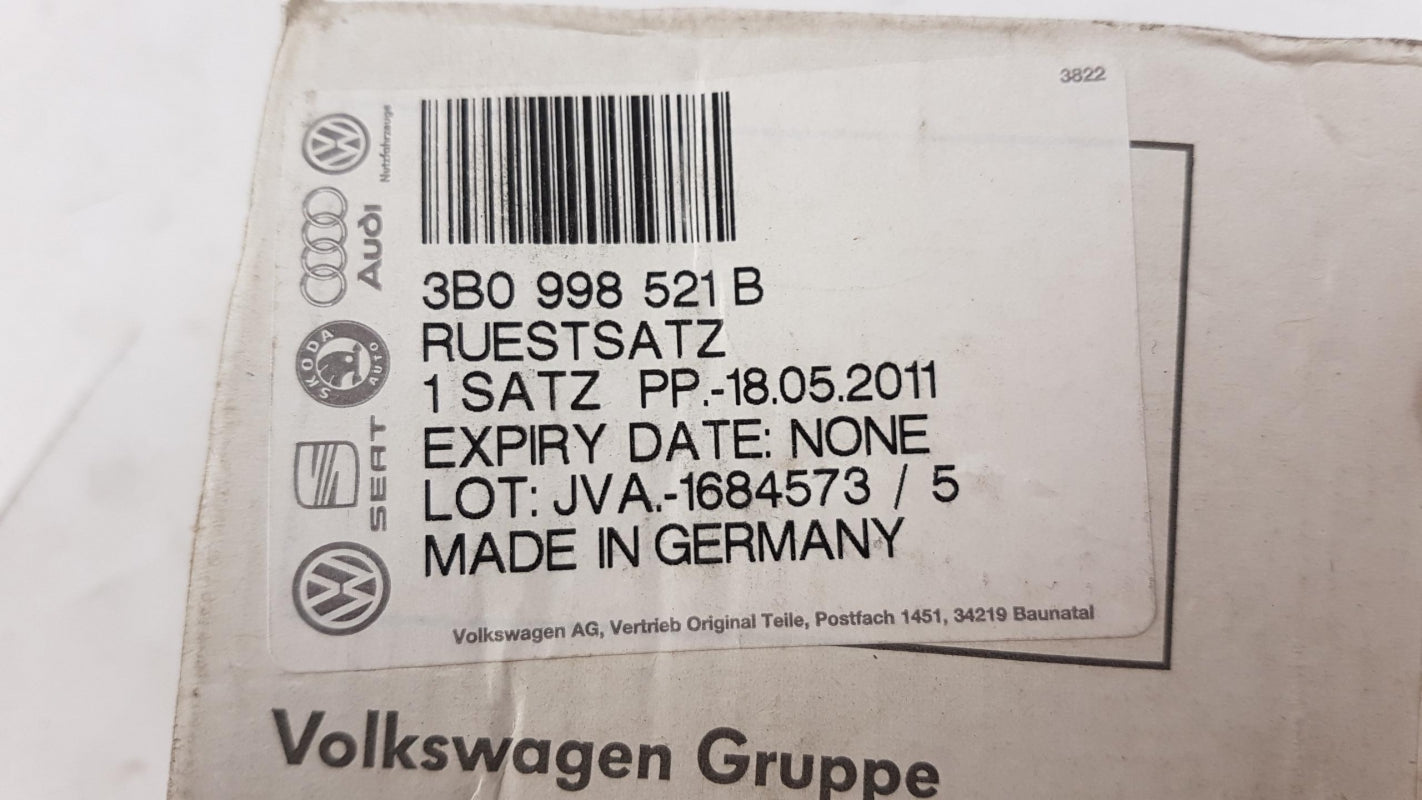 3822
Nutzfahrzeuge
Audi
SKODA AUTO
SEAT
3B0 998 521 B
RUESTSATZ
1 SATZ PP.-18.05.2011
EXPIRY DATE: NONE
LOT: JVA.-1684573 / 5
MADE IN GERMANY
Volkswagen AG, Vertrieb Original Teile, Postfach 1451, 34219 Baunatal
Volkswagen Gruppe